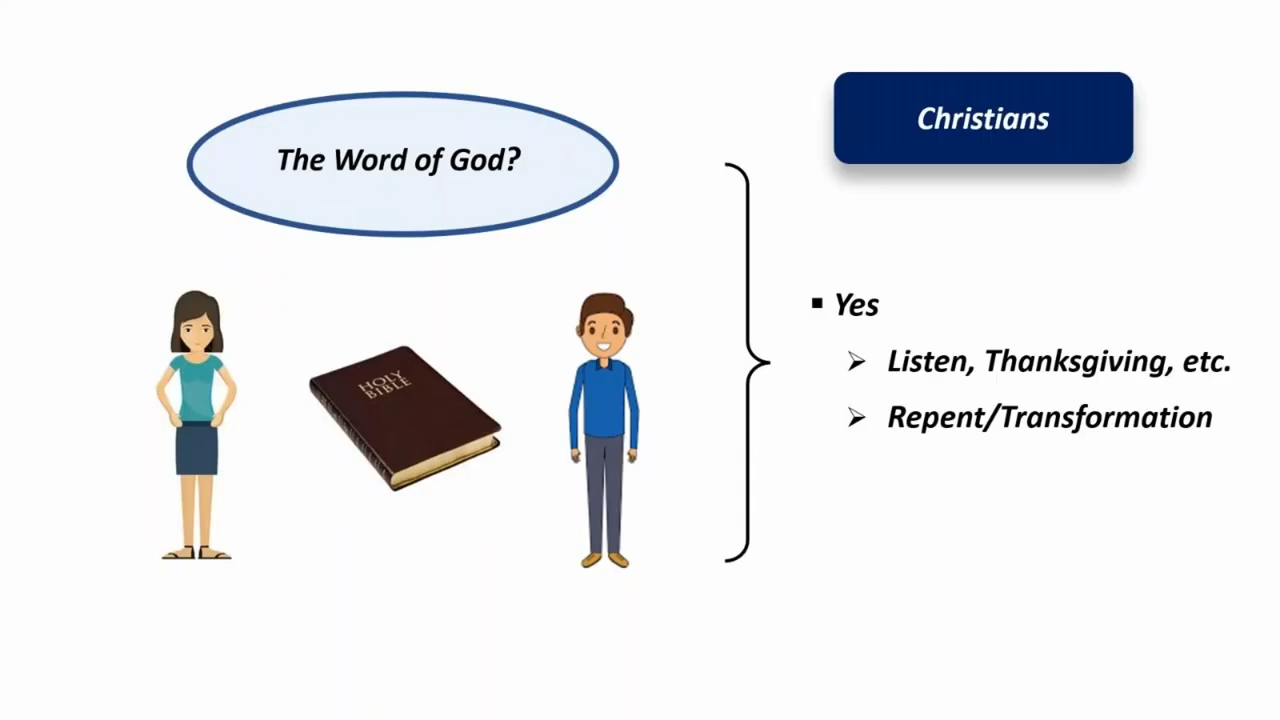 Christians
The Word of God?
Yes
Listen, Thanksgiving, etc.
Repent/Transformation
HOLY
BIBLE